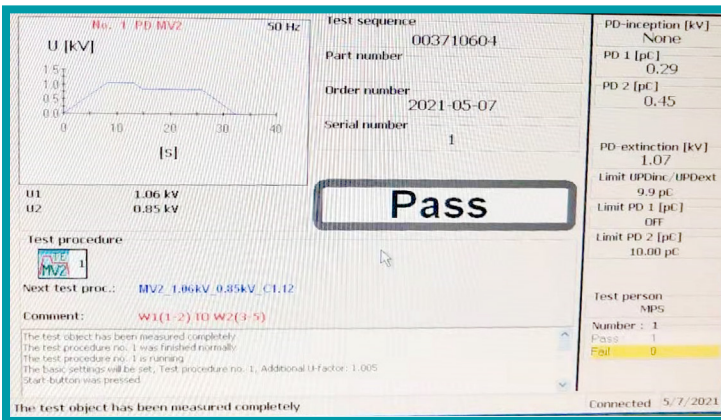 No. 1 PD MV2
50 Hz
U [kV]
1.5
1.0
0.5
0.0
0 10 20 30 40
[s]
U1 1.06 kV
U2 0.85 kV
Test procedure
TE
MV2
1
Next test proc.: MV2_1.06kV_0.85kV_C1.12
Comment: W1(1-2) TO W2(3-5)
The test object has been measured completely
The test procedure no. 1 was finished normally
The test procedure no. 1 is running
The basic settings will be set, Test procedure no. 1, Additional U-factor: 1.005
Start-button was pressed
The test object has been measured completely
Test sequence
003710604
Part number
Order number
2021-05-07
Serial number
1
Pass
PD-inception [kV]
None
PD 1 [pC]
0.29
PD 2 [pC]
0.45
PD-extinction [kV]
1.07
Limit UPDinc/UPDext
9.9 pC
Limit PD 1 [pC]
OFF
Limit PD 2 [pC]
10.00 pC
Test person
MPS
Number : 1
Pass 1
Fail 0
Connected 5/7/2021